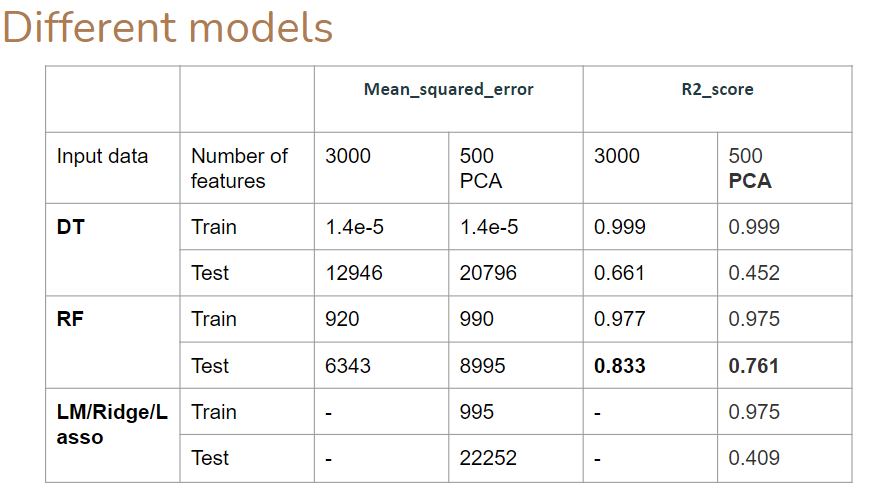 Different models
Mean_squared_error R2_score
Input data Number of features 3000 500 PCA 3000 500 PCA
DT Train 1.4e-5 1.4e-5 0.999 0.999
Test 12946 20796 0.661 0.452
RF Train 920 990 0.977 0.975
Test 6343 8995 0.833 0.761
LM/Ridge/Lasso Train - 995 - 0.975
Test - 22252 - 0.409